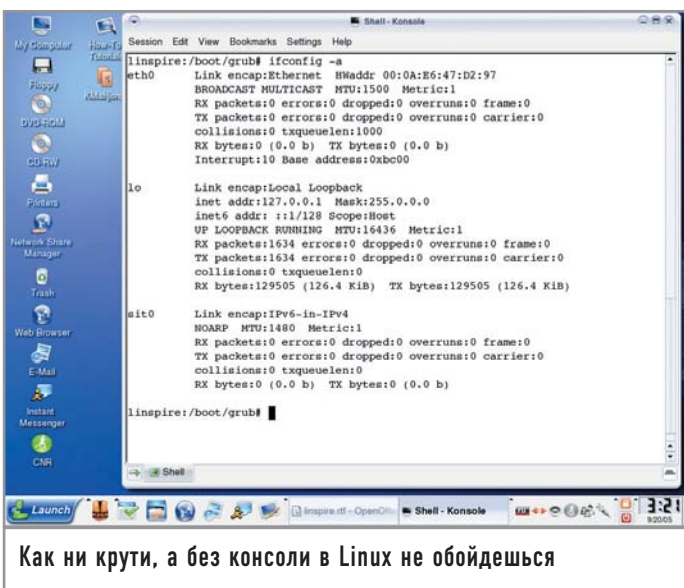 Shell - Konsole
Session Edit View Bookmarks Settings Help
linspire:/boot/grub# ifconfig -a
eth0 Link encap:Ethernet HWaddr 00:0A:E6:47:D2:97
BROADCAST MULTICAST MTU:1500 Metric:1
RX packets:0 errors:0 dropped:0 overruns:0 frame:0
TX packets:0 errors:0 dropped:0 overruns:0 carrier:0
collisions:0 txqueuelen:1000
RX bytes:0 (0.0 b) TX bytes:0 (0.0 b)
Interrupt:10 Base address:0xbc00
lo Link encap:Local Loopback
inet addr:127.0.0.1 Mask:255.0.0.0
inet6 addr: ::1/128 Scope:Host
UP LOOPBACK RUNNING MTU:16436 Metric:1
RX packets:1634 errors:0 dropped:0 overruns:0 frame:0
TX packets:1634 errors:0 dropped:0 overruns:0 carrier:0
collisions:0 txqueuelen:0
RX bytes:129505 (126.4 KiB) TX bytes:129505 (126.4 KiB)
sit0 Link encap:IPv6-in-IPv4
NOARP MTU:1480 Metric:1
RX packets:0 errors:0 dropped:0 overruns:0 frame:0
TX packets:0 errors:0 dropped:0 overruns:0 carrier:0
collisions:0 txqueuelen:0
RX bytes:0 (0.0 b) TX bytes:0 (0.0 b)
linspire:/boot/grub#
Shell
My Computer
How-To
Tutorial
Floppy
DVD-ROM
CD-RW
Printers
Network Share
Manager
Trash
Web Browser
E-Mail
Instant
Messenger
CNR
Launch
linspire.rtf - OpenOffi
Shell - Konsole
3:21
9/20/05
Как ни крути, а без консоли в Linux не обойдешься